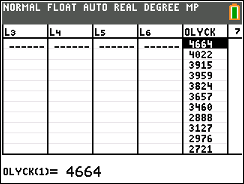 NORMAL FLOAT AUTO REAL DEGREE MP
L3 L4 L5 L6 OLYCK 7
------ ------ ------ ------ 4664
4022
3915
3959
3824
3657
3460
2888
3127
2976
2721
OLYCK(1)= 4664